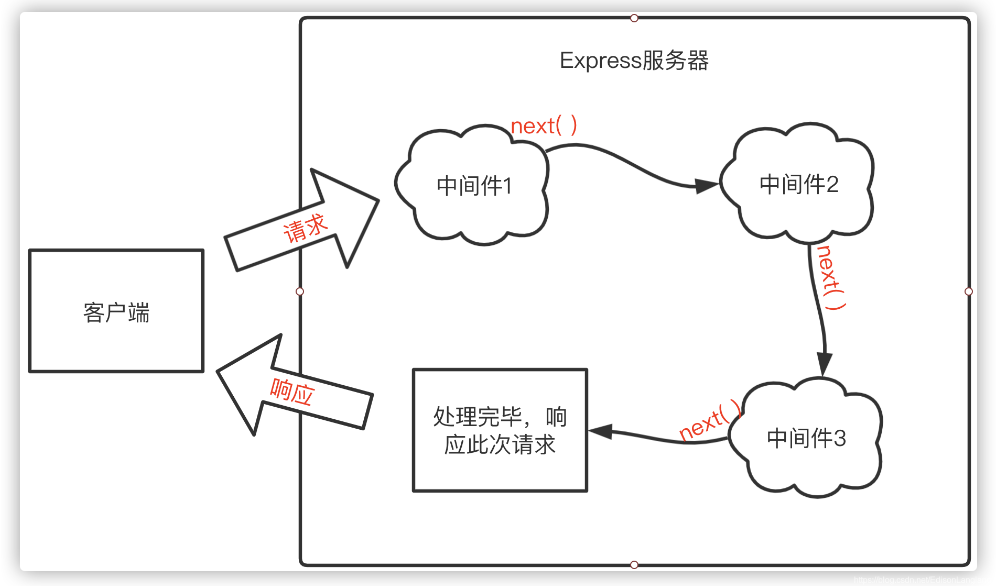 Express服务器
next( )
中间件1
中间件2
请求
next( )
客户端
响应
处理完毕，响
应此次请求
next( )
中间件3